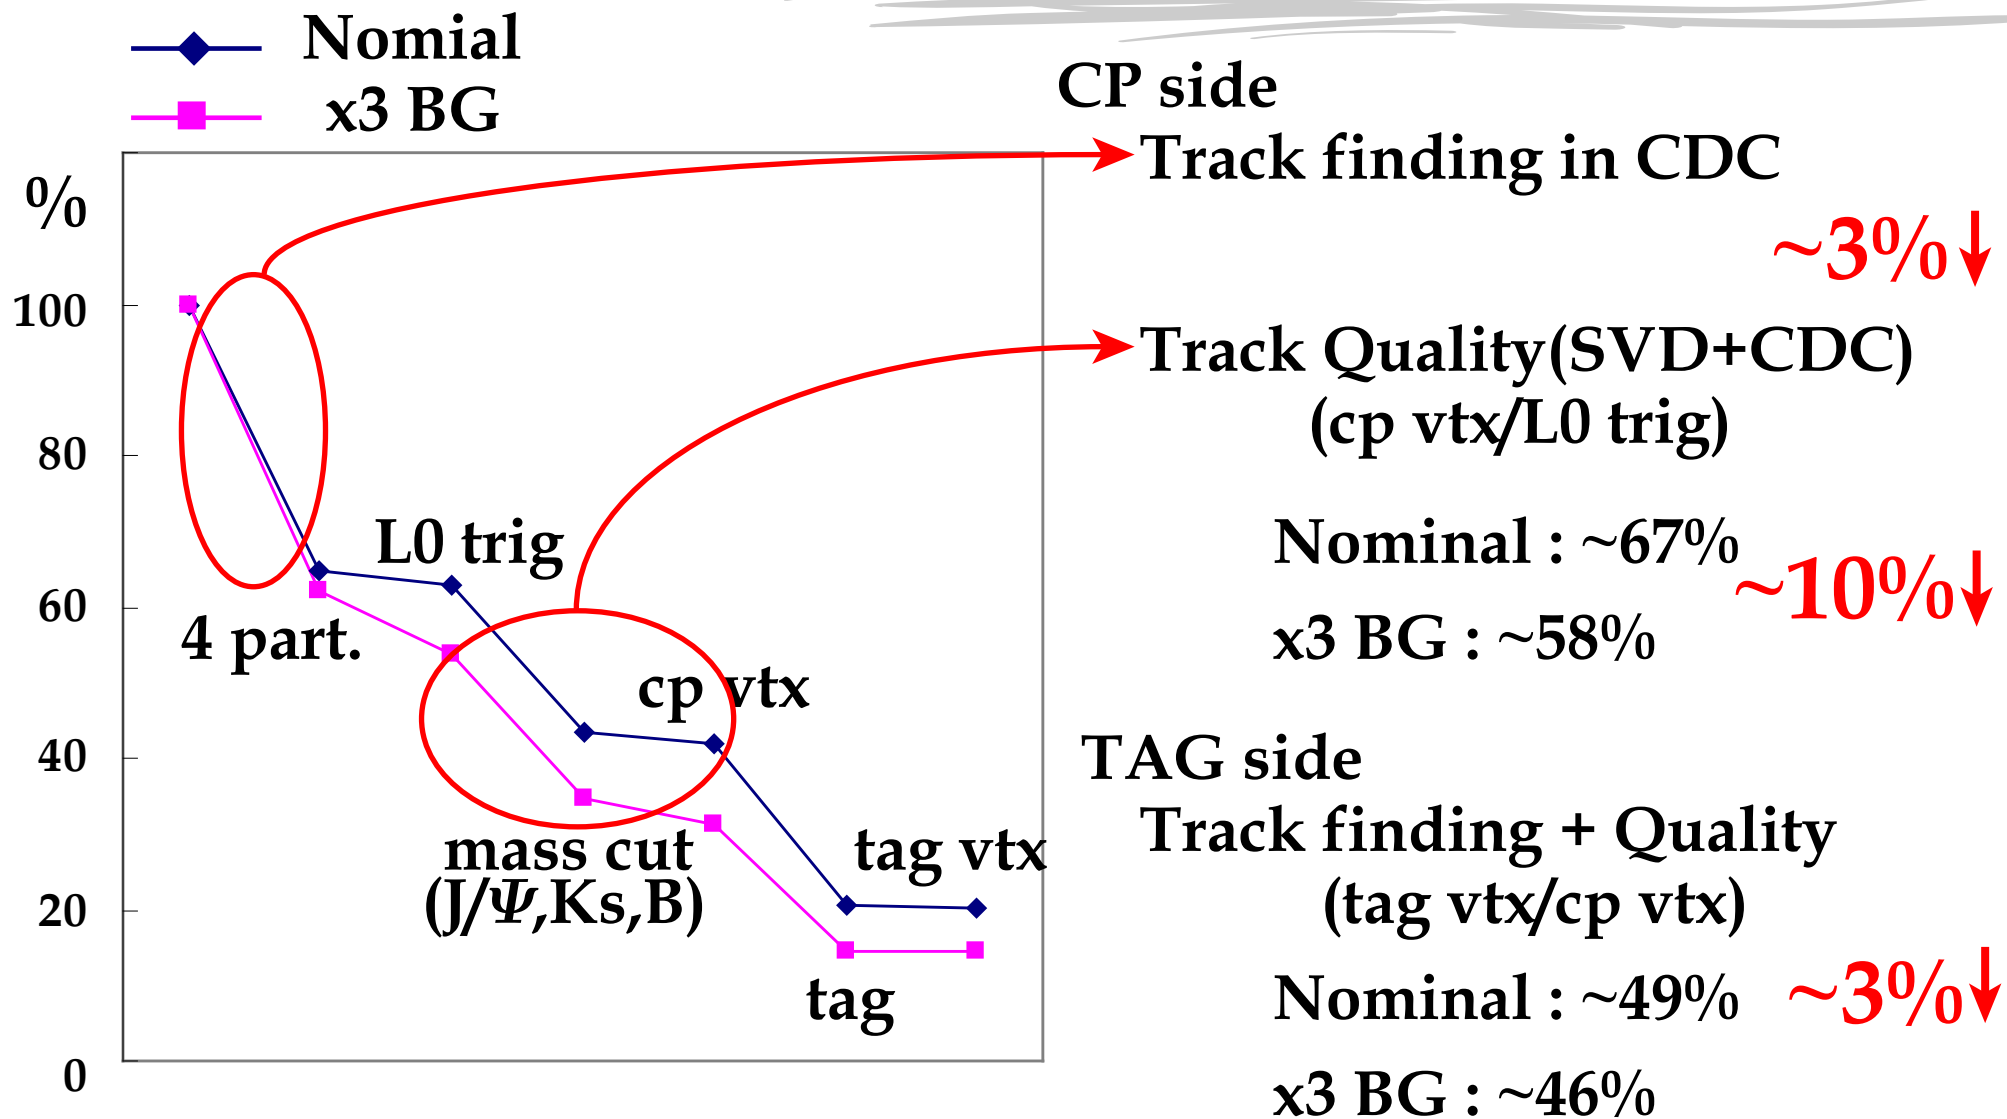 Nomial
x3 BG
%
100
80
60
40
20
0
L0 trig
4 part.
cp vtx
mass cut
(J/Ψ,Ks,B)
tag vtx
tag
CP side
Track finding in CDC
~3%↓
Track Quality(SVD+CDC)
(cp vtx/L0 trig)
Nominal : ~67%
~10%↓
x3 BG : ~58%
TAG side
Track finding + Quality
(tag vtx/cp vtx)
Nominal : ~49%
~3%↓
x3 BG : ~46%